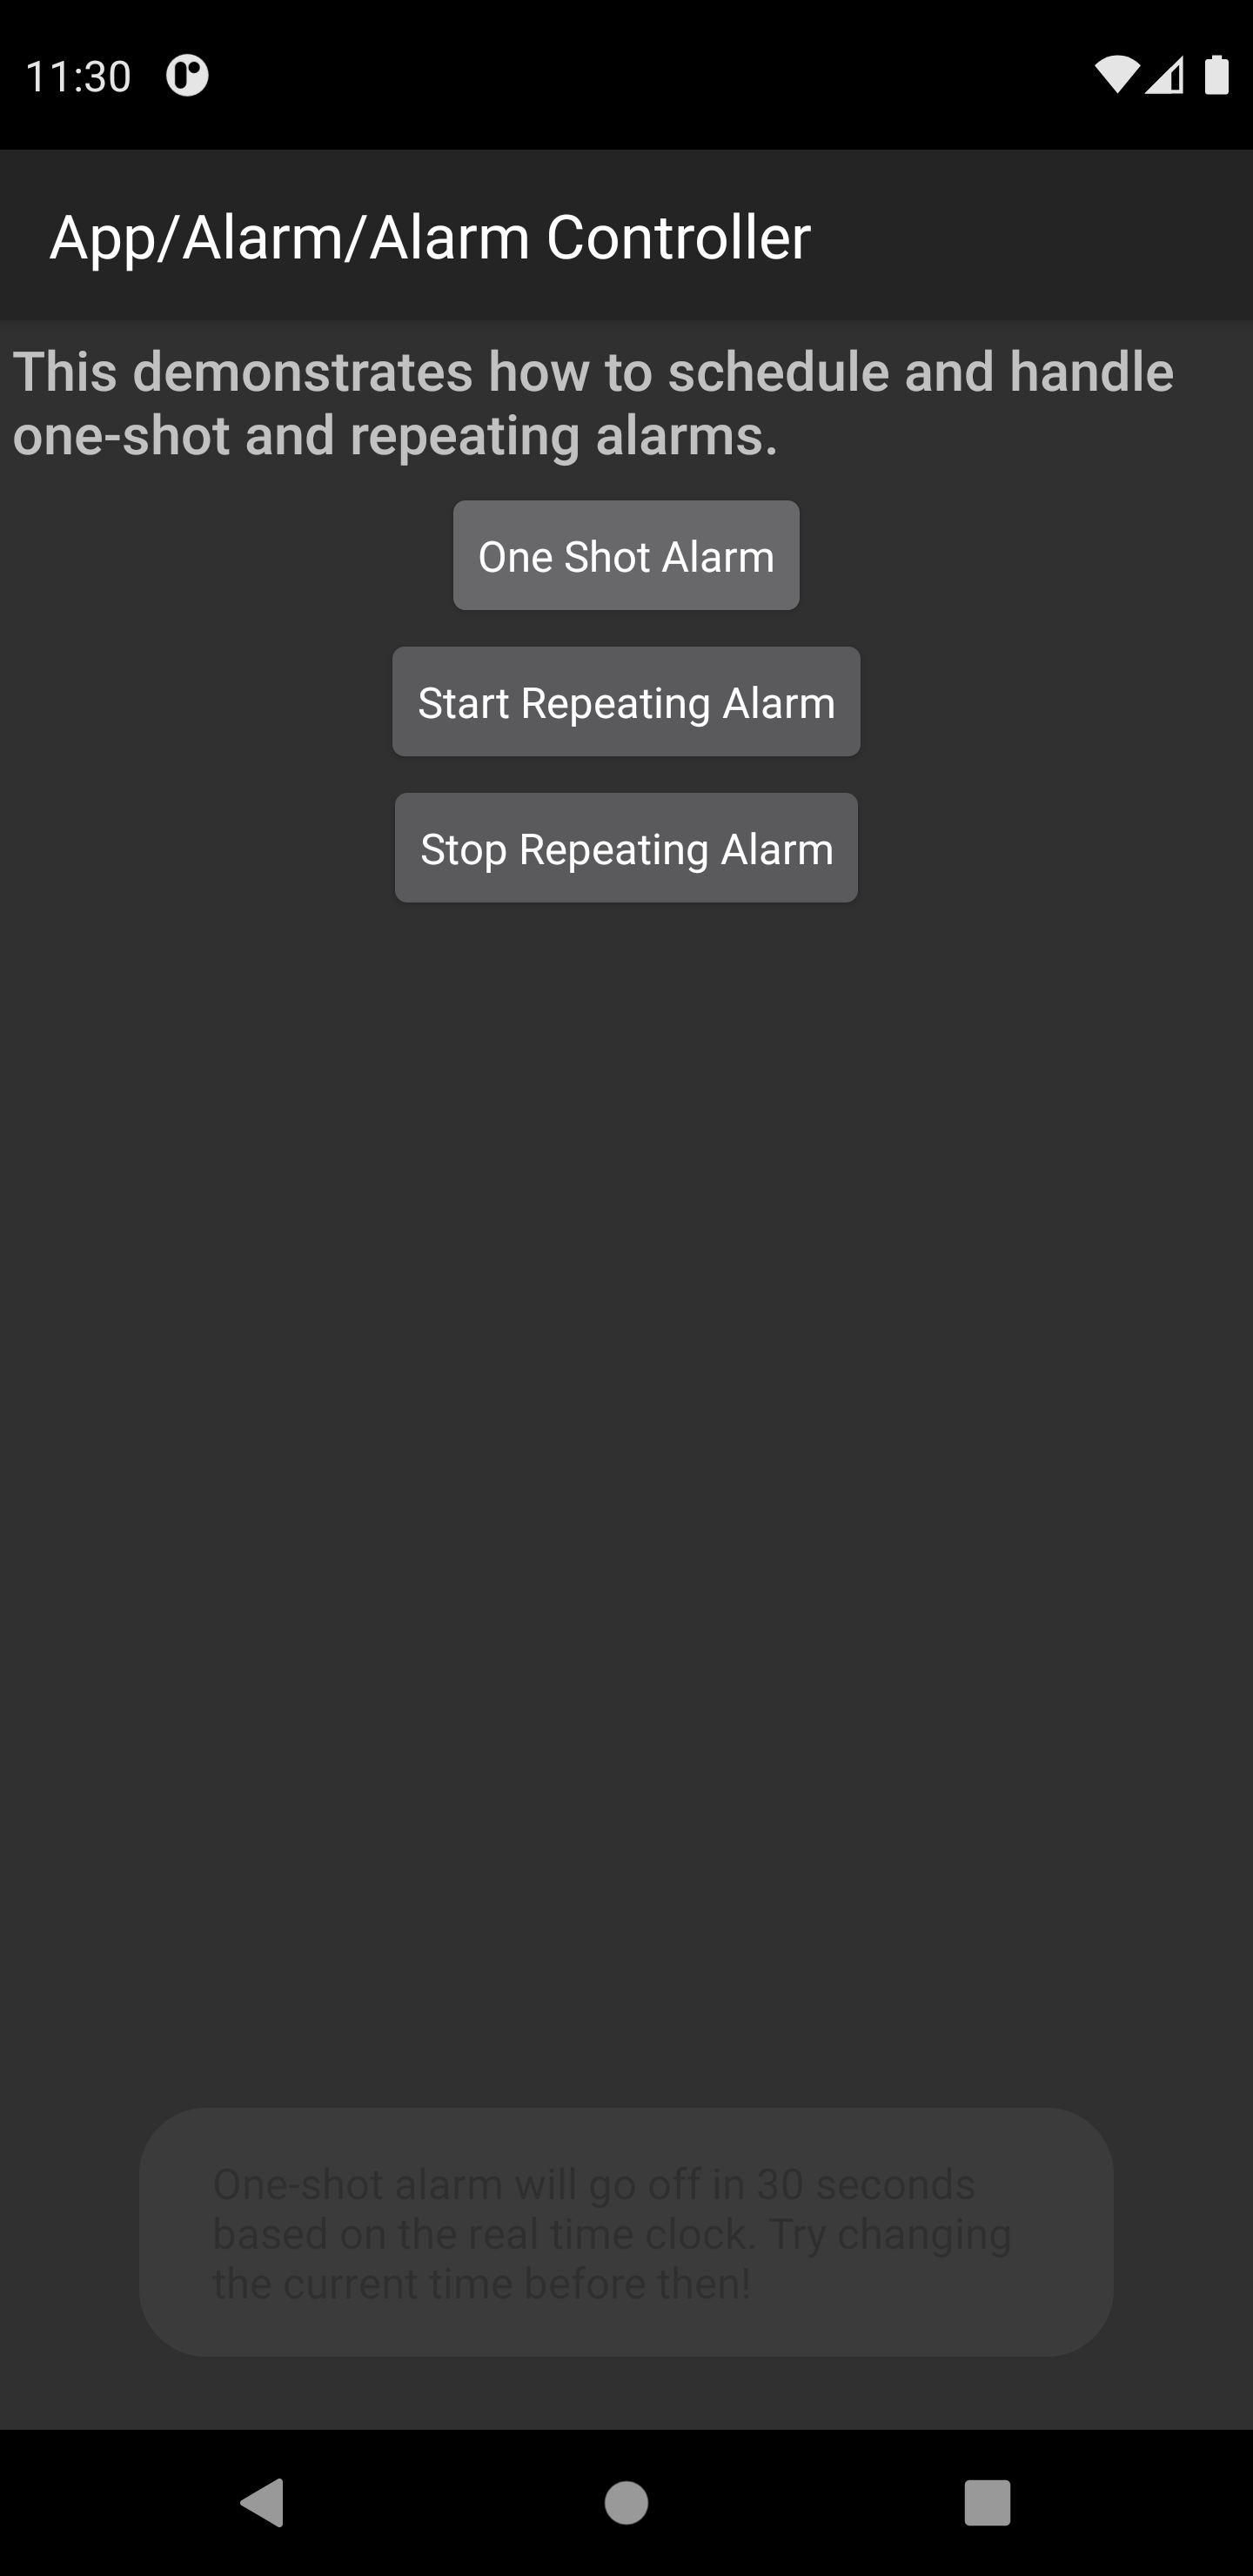 11:30
App/Alarm/Alarm Controller
This demonstrates how to schedule and handle
one-shot and repeating alarms.
One Shot Alarm
Start Repeating Alarm
Stop Repeating Alarm
One-shot alarm will go off in 30 seconds
based on the real time clock. Try changing
the current time before then!